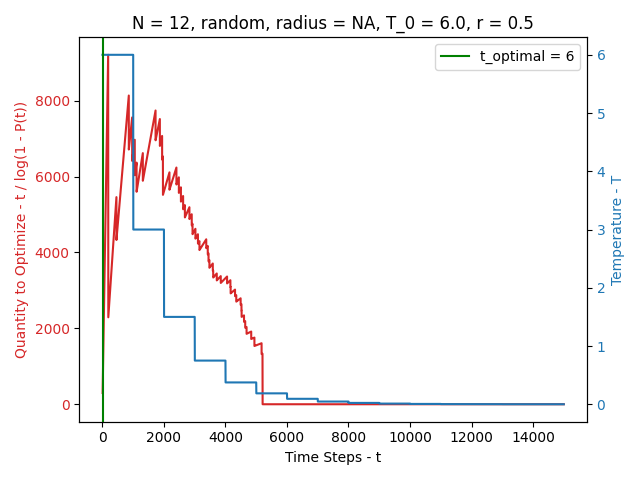 N = 12, random, radius = NA, T_0 = 6.0, r = 0.5
t_optimal = 6
Quantity to Optimize - t / log(1 - P(t))
8000
6000
4000
2000
0
6
5
4
3
2
1
0
Temperature - T
0 2000 4000 6000 8000 10000 12000 14000
Time Steps - t